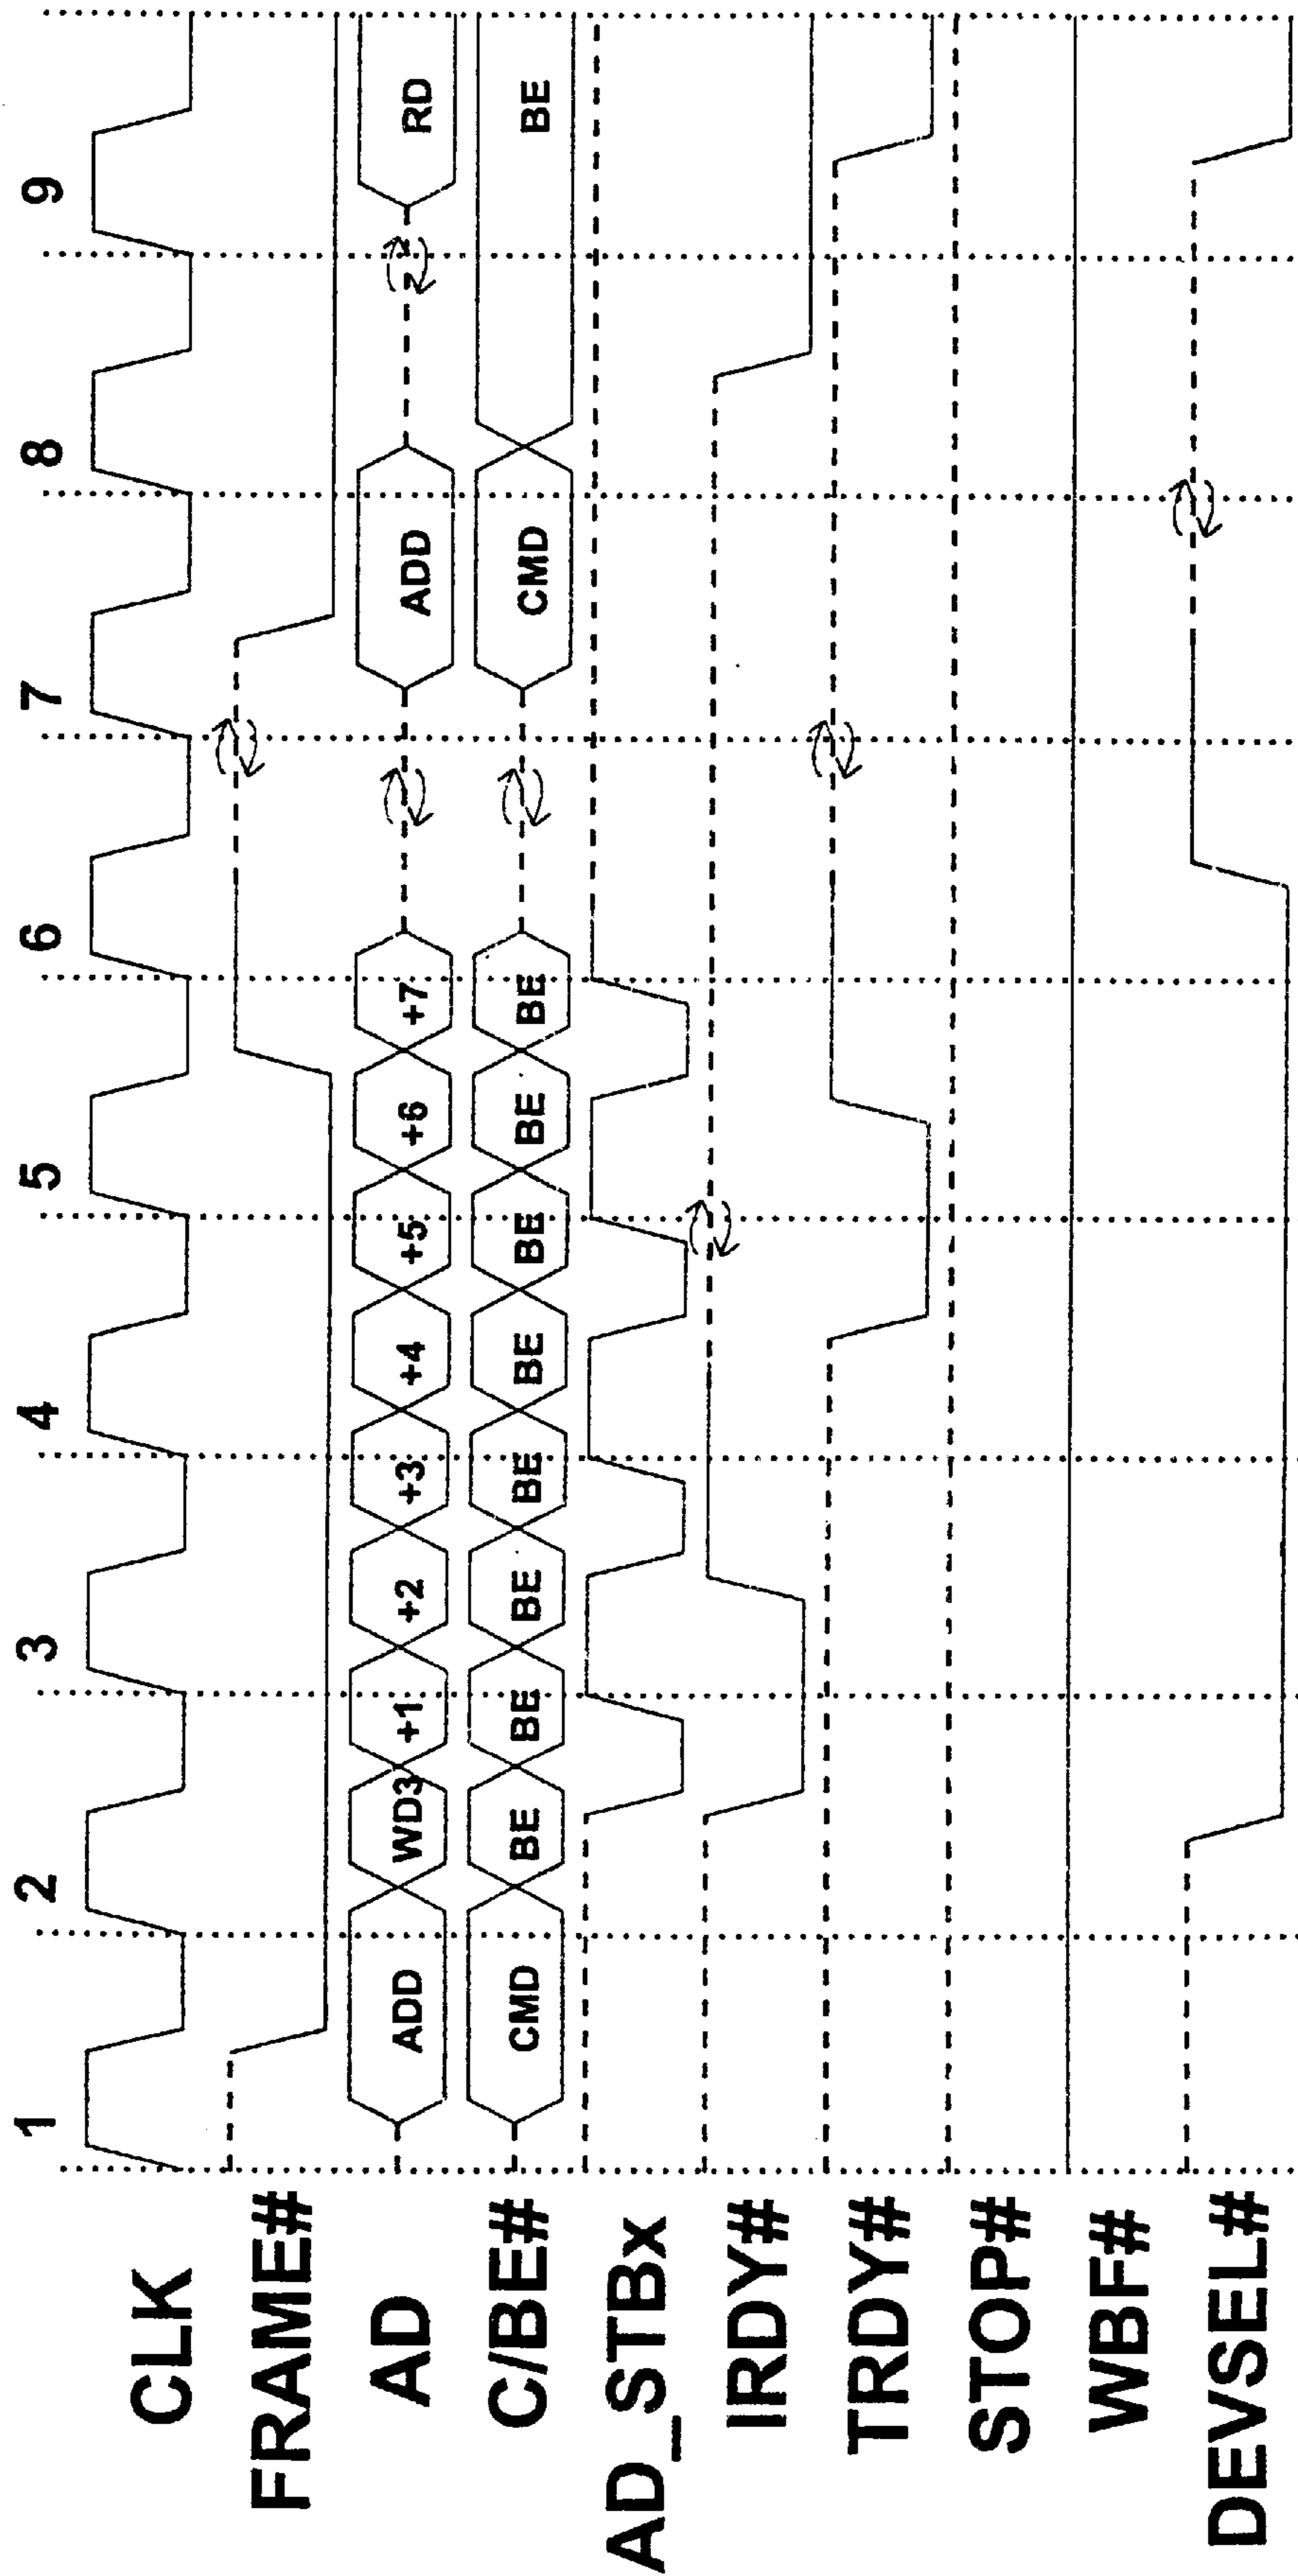 1 2 3 4 5 6 7 8 9
CLK
FRAME#
AD ADD WD3 +1 +2 +3 +4 +5 +6 +7 ADD RD
C/BE# CMD BE BE BE BE BE BE BE BE CMD BE
AD_STBx
IRDY#
TRDY#
STOP#
WBF#
DEVSEL#